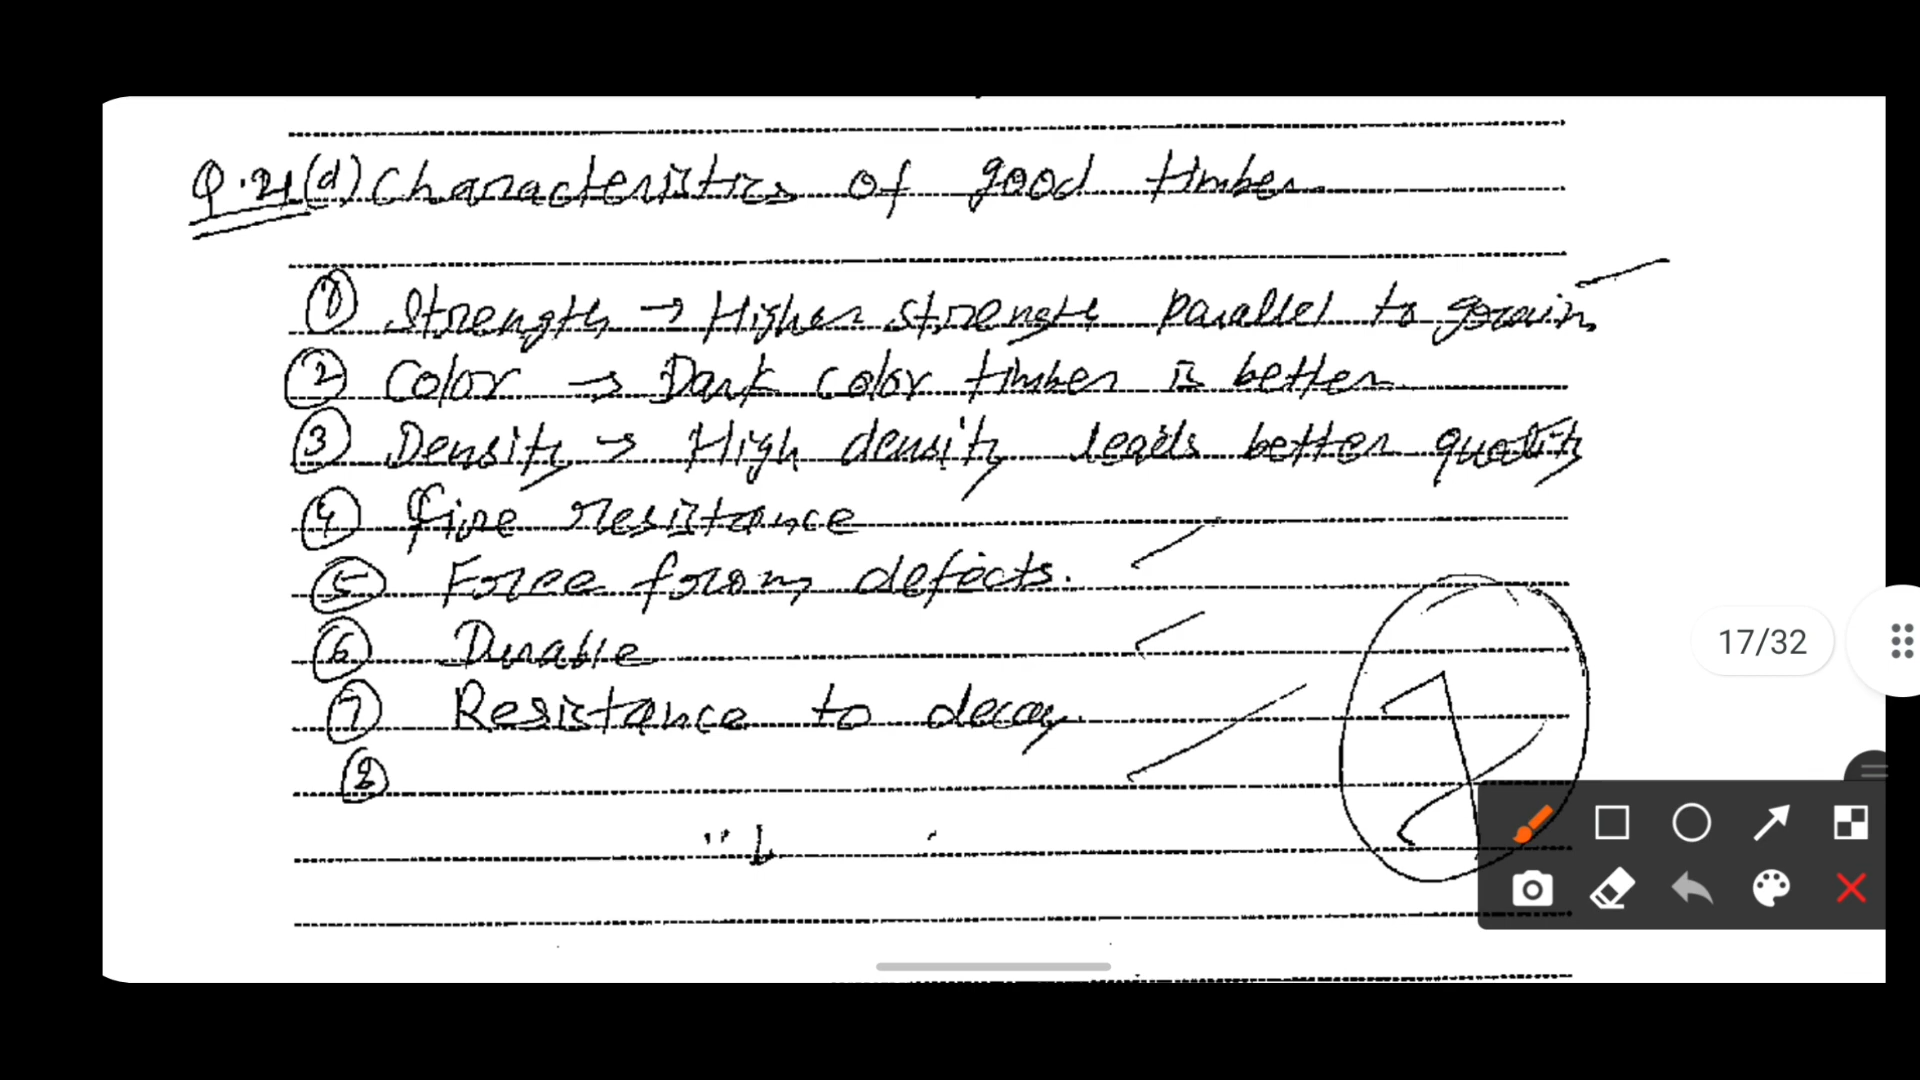 Q.21(d) Characteristics of good timber
① Strength → Higher strength parallel to grain
② Color → Dark color timber is better
③ Density → High density leads better quality
④ fire resistance
⑤ Free from defects.
⑥ Durable
⑦ Resistance to decay
⑧
17/32